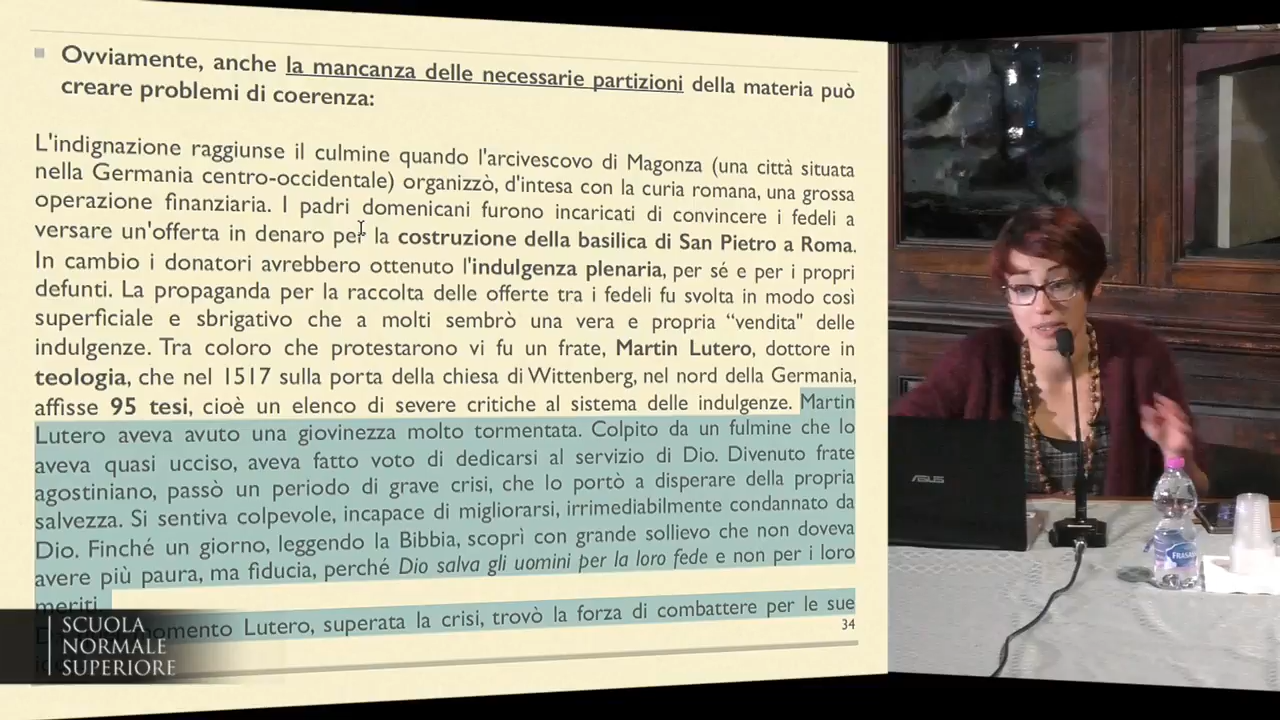 Ovviamente, anche la mancanza delle necessarie partizioni della materia può
creare problemi di coerenza:
L'indignazione raggiunse il culmine quando l'arcivescovo di Magonza (una città situata
nella Germania centro-occidentale) organizzò, d'intesa con la curia romana, una grossa
operazione finanziaria. I padri domenicani furono incaricati di convincere i fedeli a
versare un'offerta in denaro per la costruzione della basilica di San Pietro a Roma.
In cambio i donatori avrebbero ottenuto l'indulgenza plenaria, per sé e per i propri
defunti. La propaganda per la raccolta delle offerte tra i fedeli fu svolta in modo così
superficiale e sbrigativo che a molti sembrò una vera e propria “vendita" delle
indulgenze. Tra coloro che protestarono vi fu un frate, Martin Lutero, dottore in
teologia, che nel 1517 sulla porta della chiesa di Wittenberg, nel nord della Germania,
affisse 95 tesi, cioè un elenco di severe critiche al sistema delle indulgenze. Martin
Lutero aveva avuto una giovinezza molto tormentata. Colpito da un fulmine che lo
aveva quasi ucciso, aveva fatto voto di dedicarsi al servizio di Dio. Divenuto frate
agostiniano, passò un periodo di grave crisi, che lo portò a disperare della propria
salvezza. Si sentiva colpevole, incapace di migliorarsi, irrimediabilmente condannato da
Dio. Finché un giorno, leggendo la Bibbia, scoprì con grande sollievo che non doveva
avere più paura, ma fiducia, perché Dio salva gli uomini per la loro fede e non per i loro
meriti.
momento Lutero, superata la crisi, trovò la forza di combattere per le sue
34
SCUOLA
NORMALE
SUPERIORE
ASUS